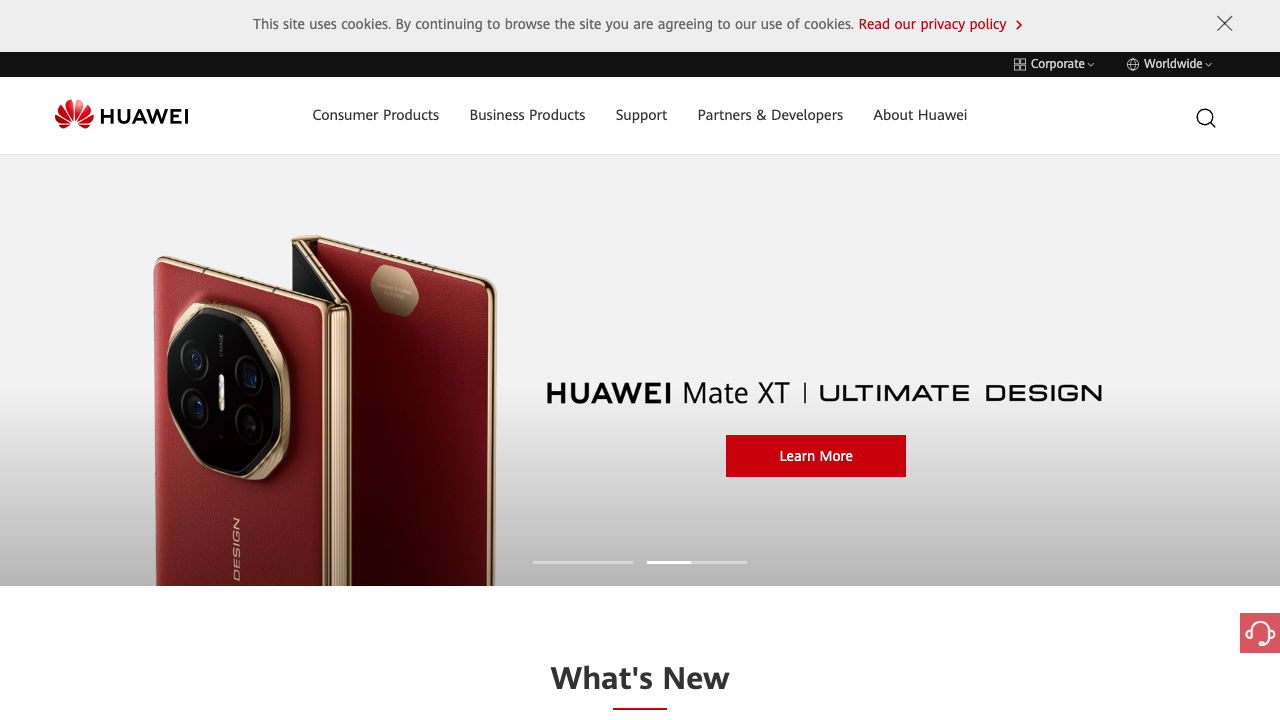 This site uses cookies. By continuing to browse the site you are agreeing to our use of cookies. Read our privacy policy
Corporate
Worldwide
HUAWEI
Consumer Products
Business Products
Support
Partners & Developers
About Huawei
XMAGE
DESIGN
HUAWEI Mate XT | ULTIMATE DESIGN
Learn More
What's New